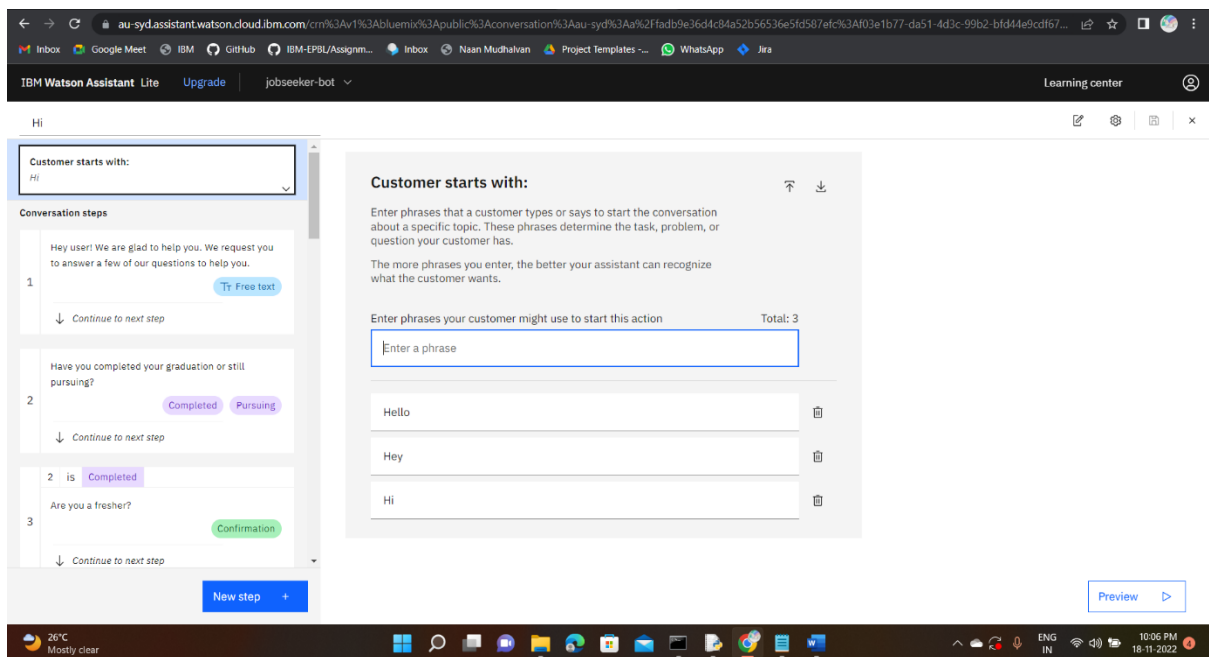 au-syd.assistant.watson.cloud.ibm.com/crn%3Av1%3Abluemix%3Apublic%3Aconversation%3Aau-syd%3Aa%2Ffadb9e36d4c84a52b56536e5fd587efc%3Af03e1b77-da51-4d3c-99b2-bfd44e9cdf67...
Inbox Google Meet IBM GitHub IBM-EPBL/Assignm... Inbox Naan Mudhalvan Project Templates -... WhatsApp Jira
IBM Watson Assistant Lite Upgrade jobseeker-bot Learning center
Hi
Customer starts with:
Hi
Conversation steps
1
Hey user! We are glad to help you. We request you
to answer a few of our questions to help you.
Tт Free text
Continue to next step
2
Have you completed your graduation or still
pursuing?
Completed Pursuing
Continue to next step
2 is Completed
3
Are you a fresher?
Confirmation
Continue to next step
New step +
Customer starts with:
Enter phrases that a customer types or says to start the conversation
about a specific topic. These phrases determine the task, problem, or
question your customer has.
The more phrases you enter, the better your assistant can recognize
what the customer wants.
Enter phrases your customer might use to start this action Total: 3
Enter a phrase
Hello
Hey
Hi
Preview
26°C
Mostly clear
ENG
IN
10:06 PM
18-11-2022
4